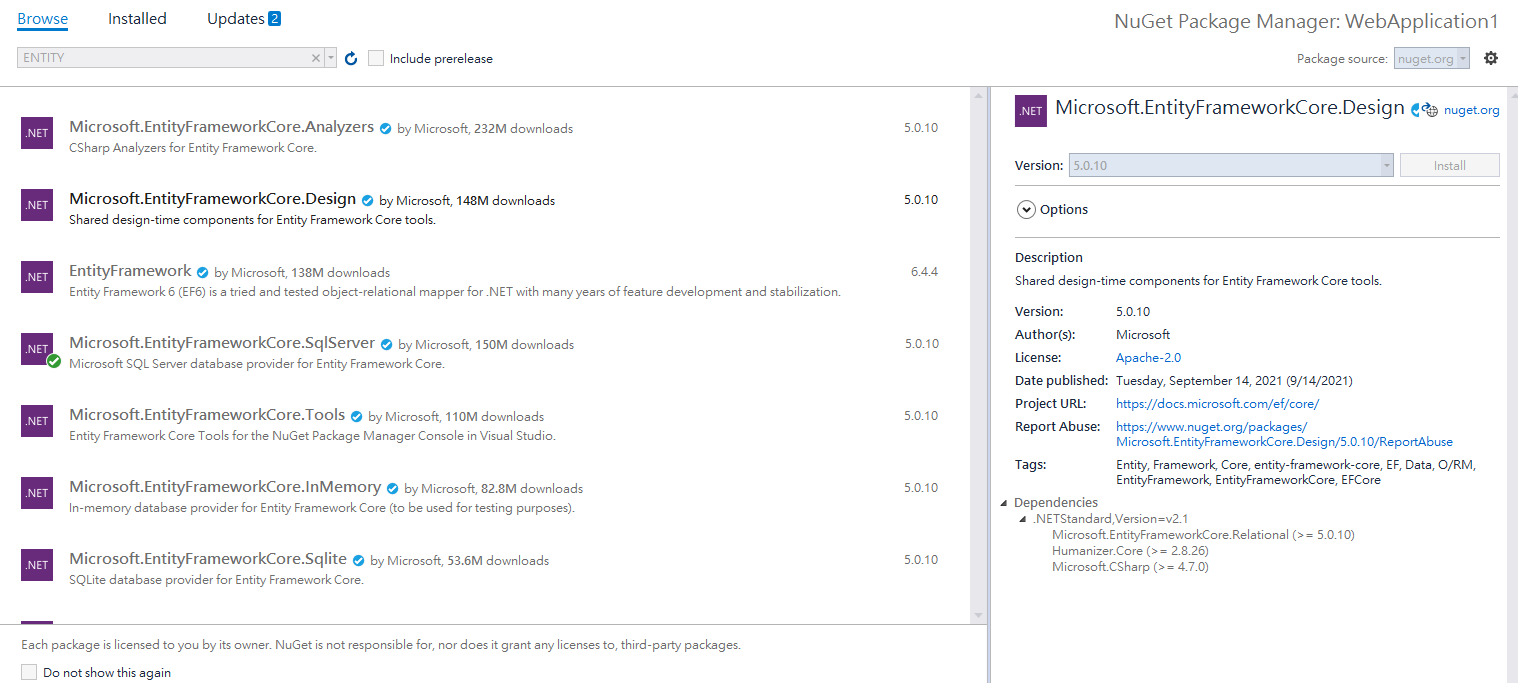 Browse Installed Updates 2
NuGet Package Manager: WebApplication1
ENTITY
Include prerelease
Package source: nuget.org
.NET
Microsoft.EntityFrameworkCore.Analyzers by Microsoft, 232M downloads 5.0.10
CSharp Analyzers for Entity Framework Core.
.NET
Microsoft.EntityFrameworkCore.Design by Microsoft, 148M downloads 5.0.10
Shared design-time components for Entity Framework Core tools.
.NET
EntityFramework by Microsoft, 138M downloads 6.4.4
Entity Framework 6 (EF6) is a tried and tested object-relational mapper for .NET with many years of feature development and stabilization.
.NET
Microsoft.EntityFrameworkCore.SqlServer by Microsoft, 150M downloads 5.0.10
Microsoft SQL Server database provider for Entity Framework Core.
.NET
Microsoft.EntityFrameworkCore.Tools by Microsoft, 110M downloads 5.0.10
Entity Framework Core Tools for the NuGet Package Manager Console in Visual Studio.
.NET
Microsoft.EntityFrameworkCore.InMemory by Microsoft, 82.8M downloads 5.0.10
In-memory database provider for Entity Framework Core (to be used for testing purposes).
.NET
Microsoft.EntityFrameworkCore.Sqlite by Microsoft, 53.6M downloads 5.0.10
SQLite database provider for Entity Framework Core.
Each package is licensed to you by its owner. NuGet is not responsible for, nor does it grant any licenses to, third-party packages.
Do not show this again
.NET
Microsoft.EntityFrameworkCore.Design nuget.org
Version: 5.0.10 Install
Options
Description
Shared design-time components for Entity Framework Core tools.
Version: 5.0.10
Author(s): Microsoft
License: Apache-2.0
Date published: Tuesday, September 14, 2021 (9/14/2021)
Project URL: https://docs.microsoft.com/ef/core/
Report Abuse: https://www.nuget.org/packages/
Microsoft.EntityFrameworkCore.Design/5.0.10/ReportAbuse
Tags: Entity, Framework, Core, entity-framework-core, EF, Data, O/RM,
EntityFramework, EntityFrameworkCore, EFCore
Dependencies
.NETStandard,Version=v2.1
Microsoft.EntityFrameworkCore.Relational (>= 5.0.10)
Humanizer.Core (>= 2.8.26)
Microsoft.CSharp (>= 4.7.0)